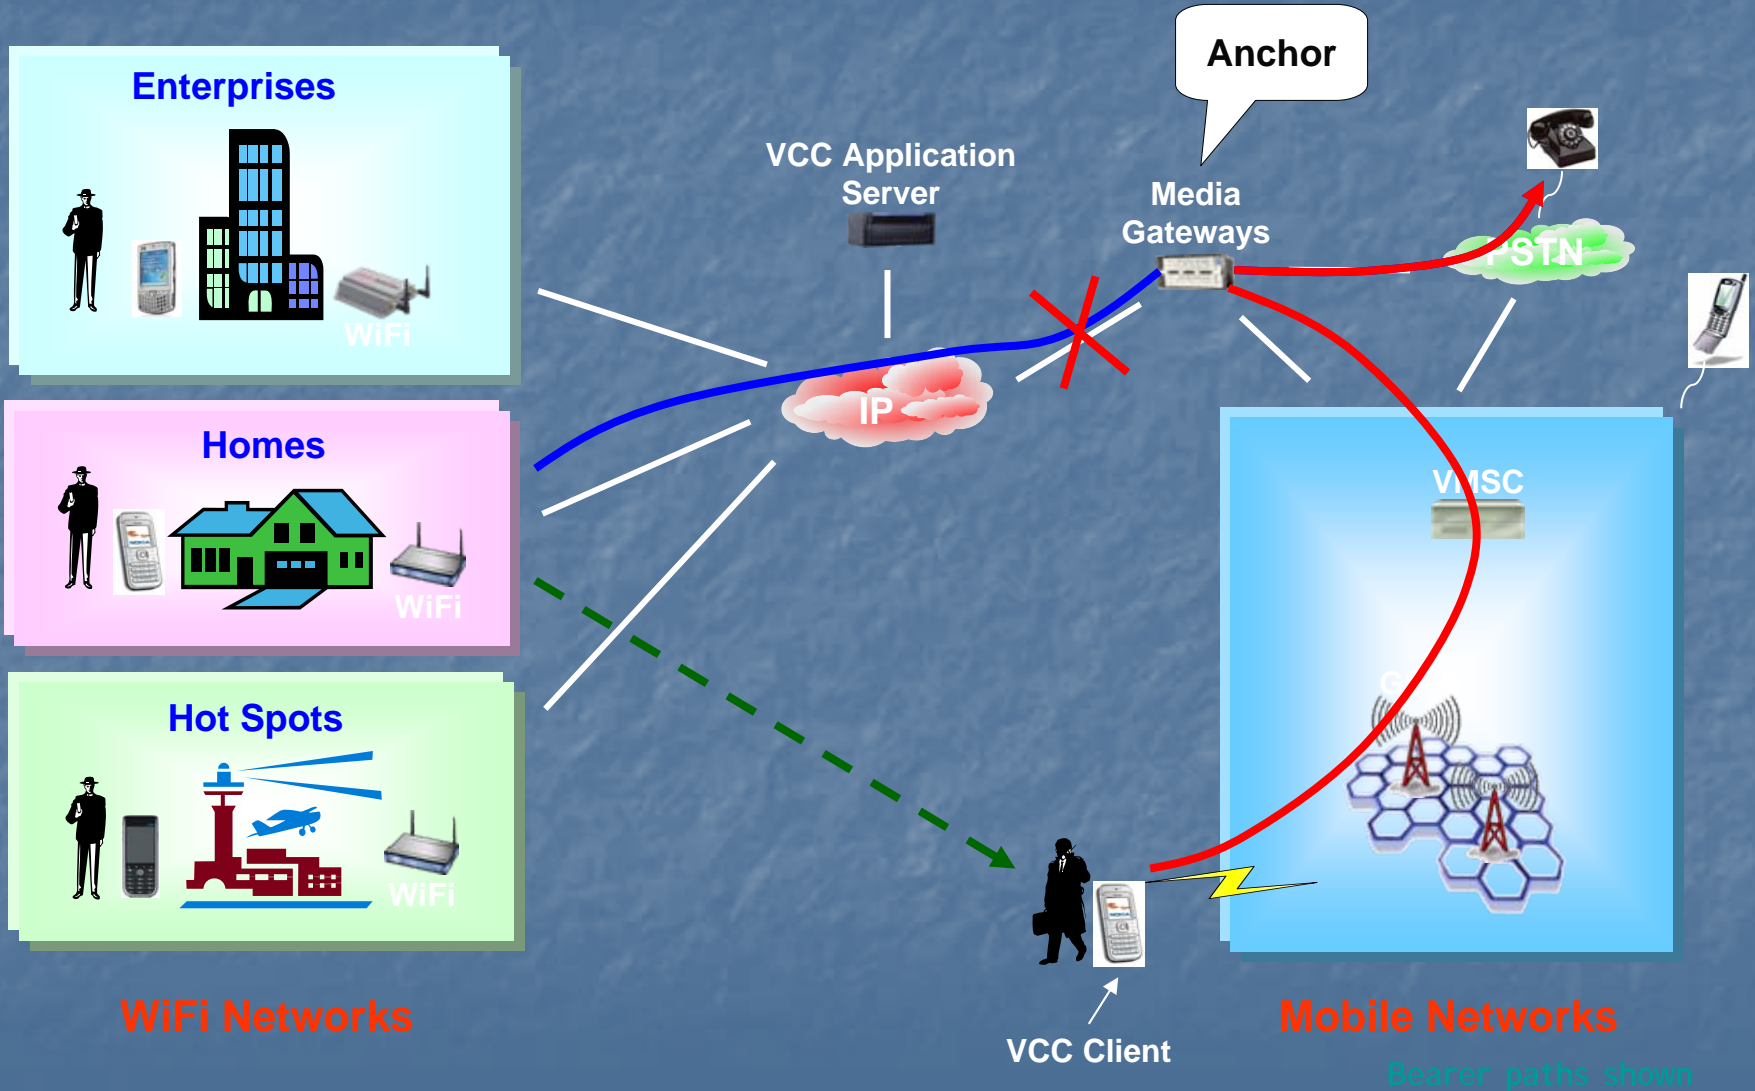 Anchor
Enterprises
VCC Application
Server
Media
Gateways
PSTN
WiFi
IP
Homes
VMSC
WiFi
Hot Spots
WiFi
WiFi Networks
Mobile Networks
VCC Client
Bearer paths shown